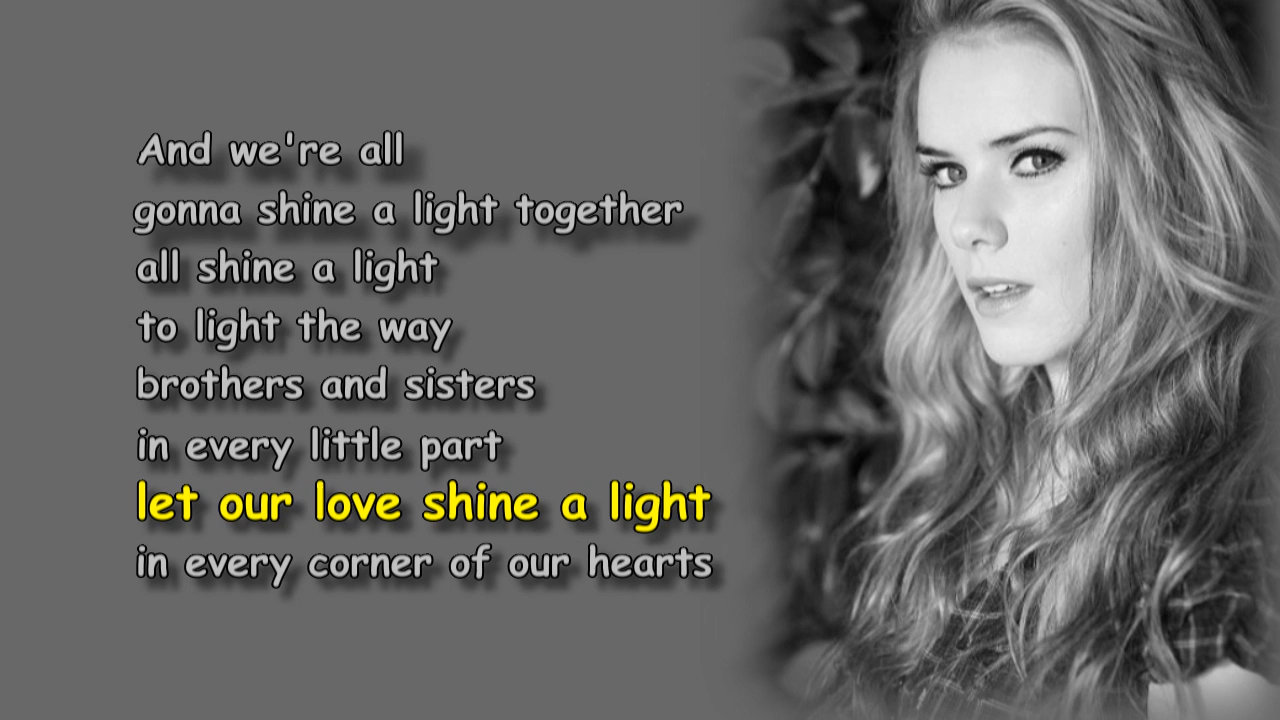 And we're all
gonna shine a light together
all shine a light
to light the way
brothers and sisters
in every little part
let our love shine a light
in every corner of our hearts